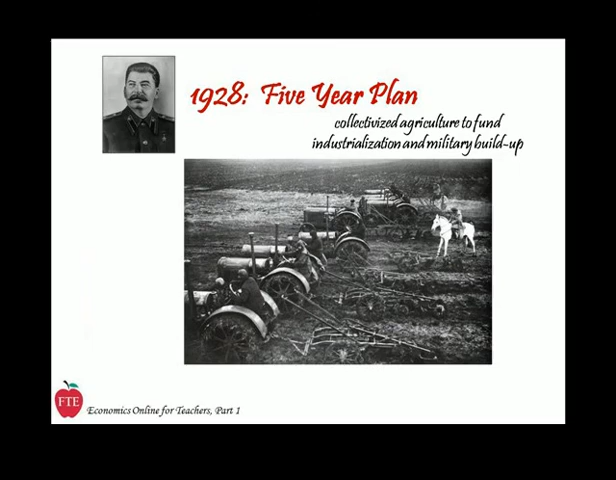 1928: Five Year Plan
collectivized agriculture to fund
industrialization and military build-up
FTE
Economics Online for Teachers, Part 1